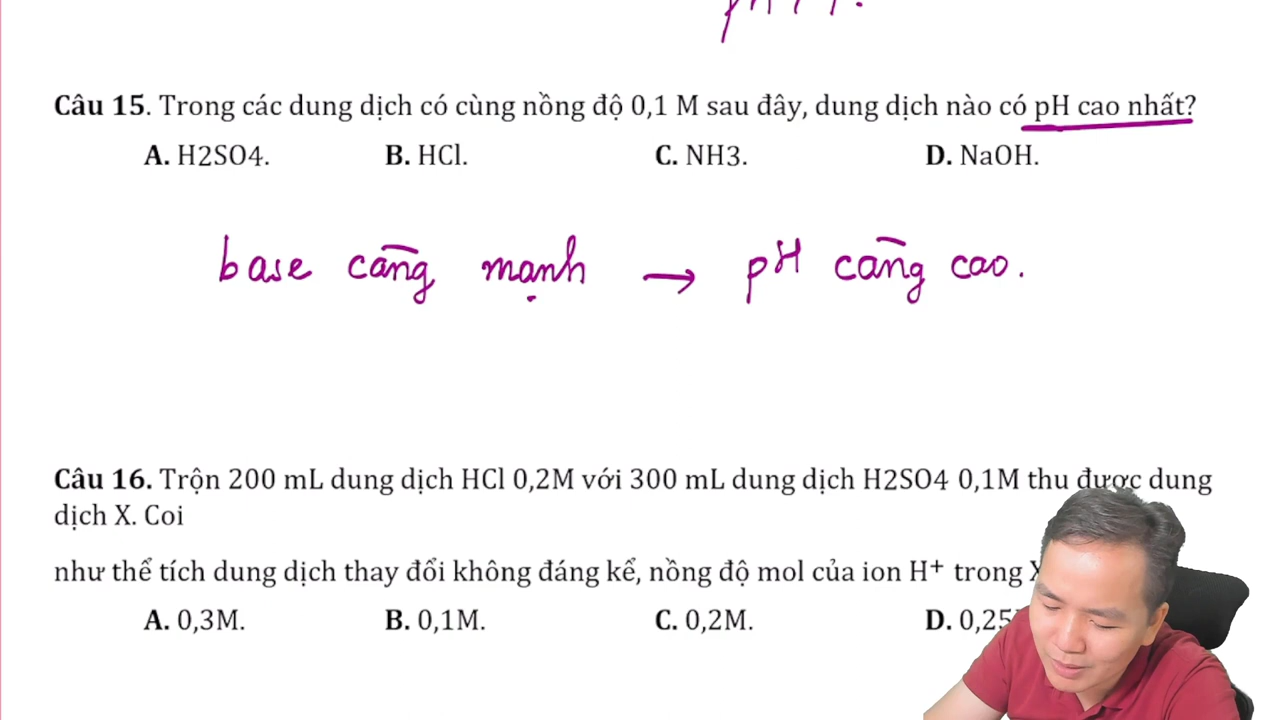 Câu 15. Trong các dung dịch có cùng nồng độ 0,1 M sau đây, dung dịch nào có pH cao nhất?
A. H2SO4. B. HCl. C. NH3. D. NaOH.
base càng mạnh → pH càng cao.
Câu 16. Trộn 200 mL dung dịch HCl 0,2M với 300 mL dung dịch H2SO4 0,1M thu được dung
dịch X. Coi
như thể tích dung dịch thay đổi không đáng kể, nồng độ mol của ion H⁺ trong
A. 0,3M. B. 0,1M. C. 0,2M. D. 0,25